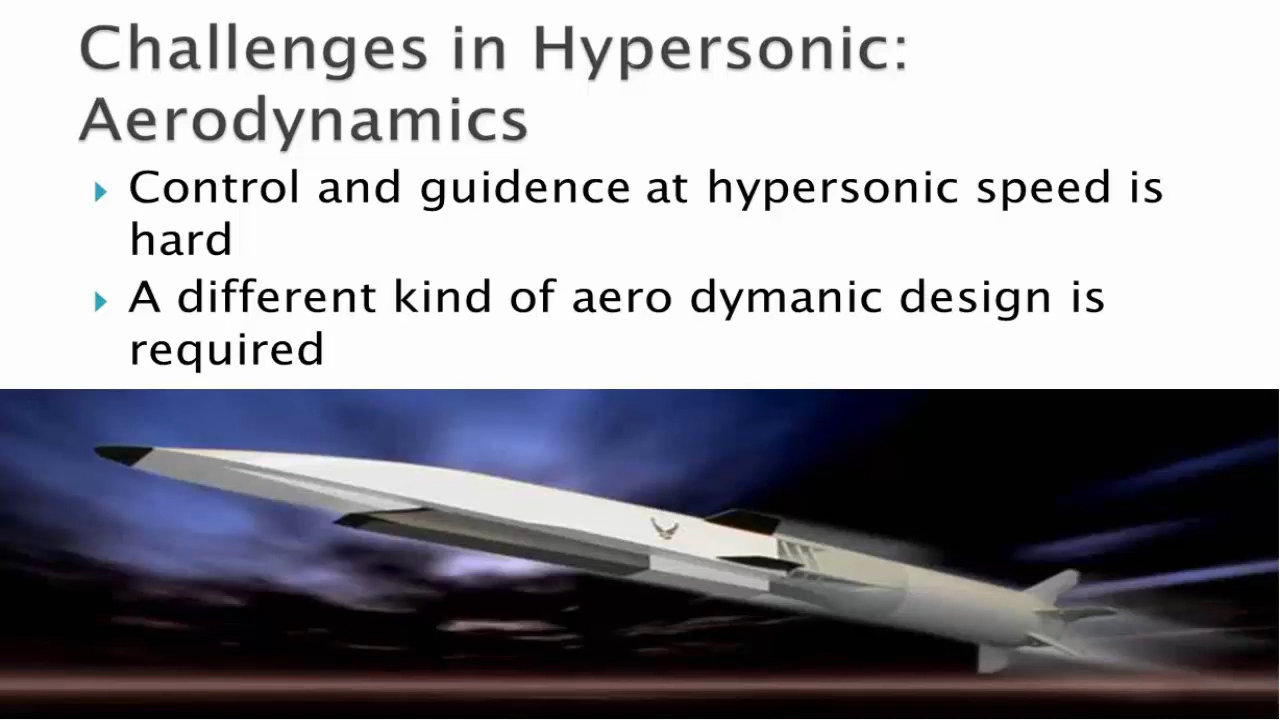 Challenges in Hypersonic:
Aerodynamics
Control and guidence at hypersonic speed is
hard
A different kind of aero dymanic design is
required